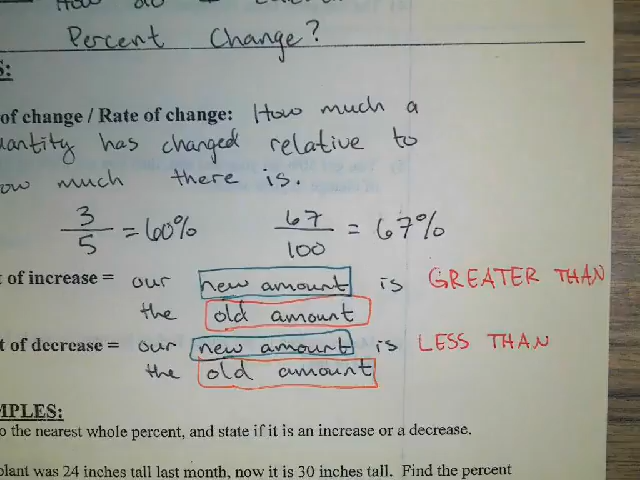 Percent Change?
S:
of change / Rate of change: How much a
uantity has changed relative to
ow much there is.
3/5 = 60% 67/100 = 67%
t of increase = our new amount is GREATER THAN
the old amount
t of decrease = our new amount is LESS THAN
the old amount
MPLES:
o the nearest whole percent, and state if it is an increase or a decrease.
plant was 24 inches tall last month, now it is 30 inches tall. Find the percent